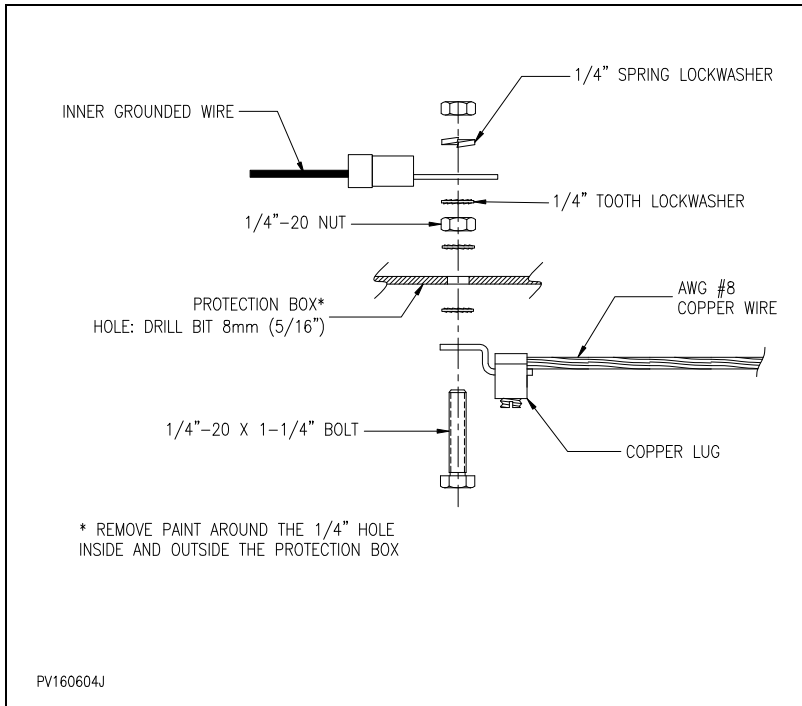 1/4" SPRING LOCKWASHER
INNER GROUNDED WIRE
1/4" TOOTH LOCKWASHER
1/4"-20 NUT
AWG #8
COPPER WIRE
PROTECTION BOX*
HOLE: DRILL BIT 8mm (5/16")
1/4"-20 X 1-1/4" BOLT
COPPER LUG
* REMOVE PAINT AROUND THE 1/4" HOLE
INSIDE AND OUTSIDE THE PROTECTION BOX
PV160604J